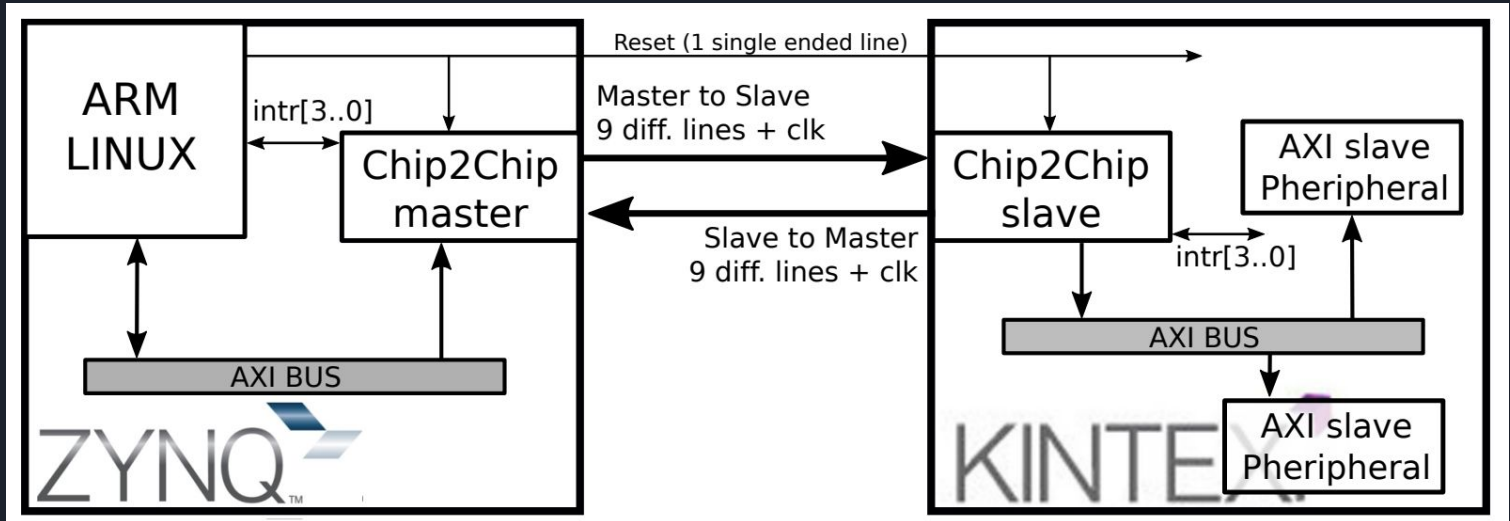 ARM
LINUX
intr[3..0]
Chip2Chip
master
AXI BUS
ZYNQ
TM
Reset (1 single ended line)
Master to Slave
9 diff. lines + clk
Slave to Master
9 diff. lines + clk
Chip2Chip
slave
intr[3..0]
AXI slave
Pheripheral
AXI BUS
AXI slave
Pheripheral